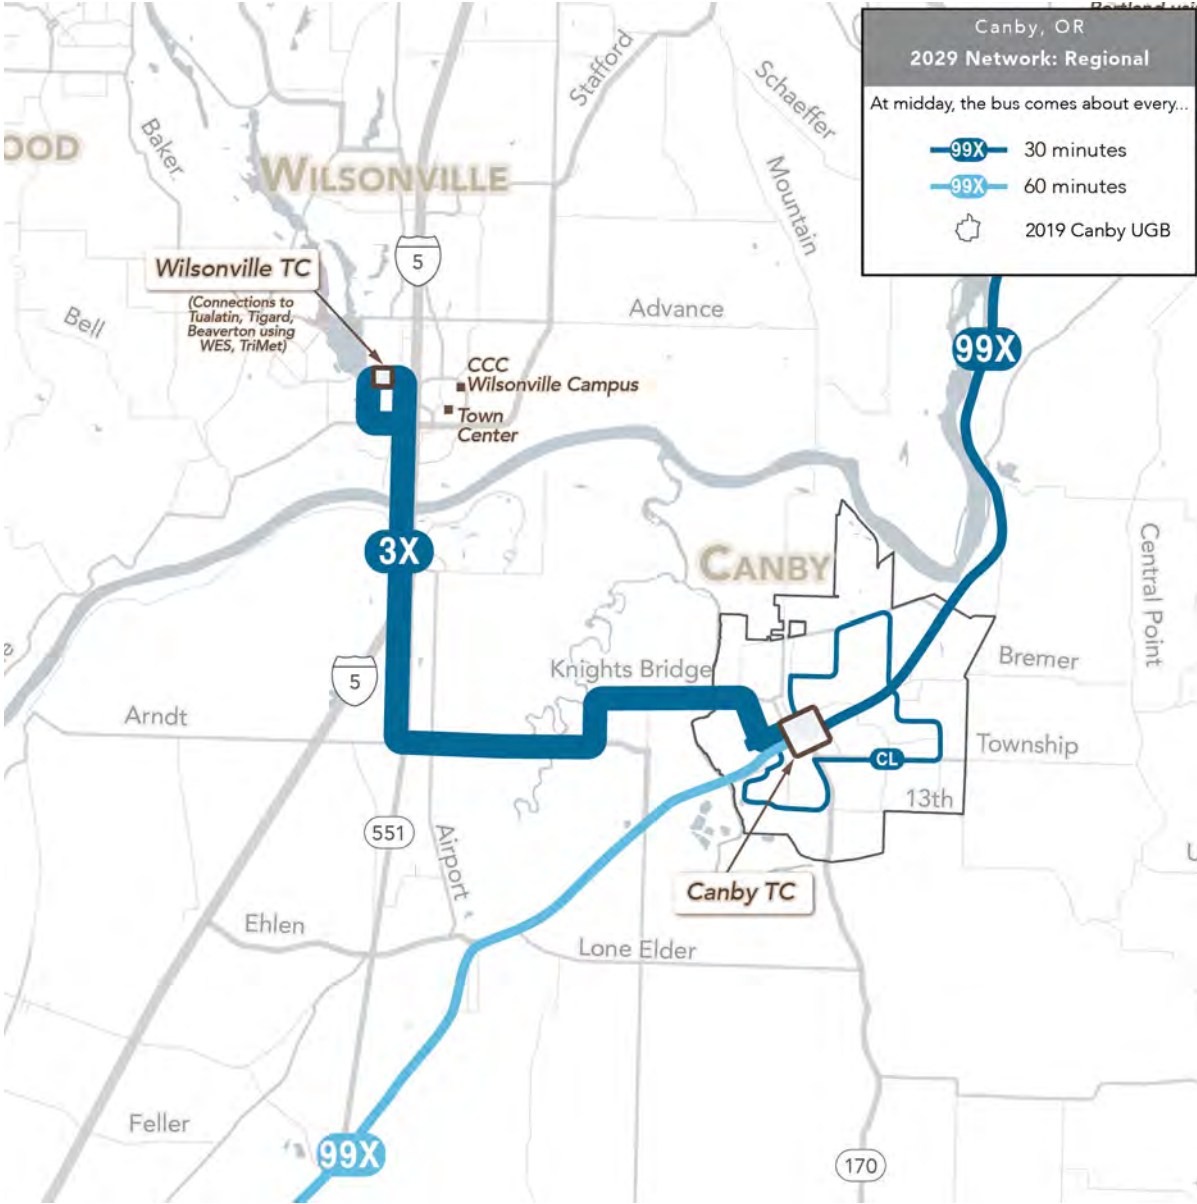 Canby, OR
2029 Network: Regional
At midday, the bus comes about every...
99X 30 minutes
99X 60 minutes
2019 Canby UGB
Stafford
Schaeffer
Baker
OOD
WILSONVILLE
Mountain
5
Wilsonville TC
(Connections to
Tualatin, Tigard,
Beaverton using
WES, TriMet)
Bell
Advance
99X
CCC
Wilsonville Campus
Town
Center
3X
CANBY
Central Point
5
Knights Bridge
Bremer
Arndt
Township
CL
13th
551
Airport
Canby TC
Ehlen
Lone Elder
Feller
99X
170